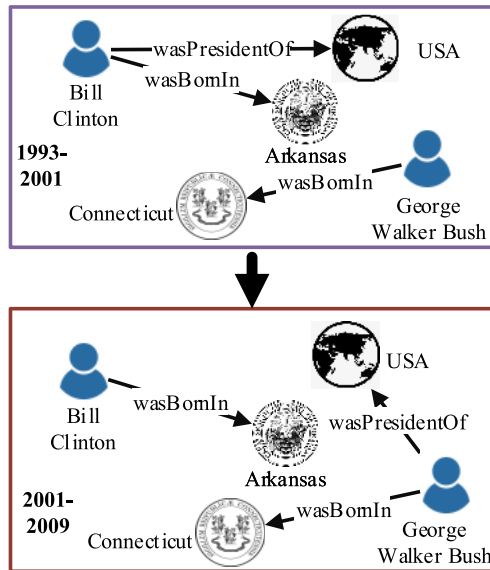 wasPresidentOf
USA
wasBornIn
Bill
Clinton
1993-
2001
Arkansas
wasBornIn
Connecticut
George
Walker Bush
USA
wasBornIn
Bill
Clinton
wasPresidentOf
Arkansas
2001-
2009
wasBornIn
Connecticut
George
Walker Bush